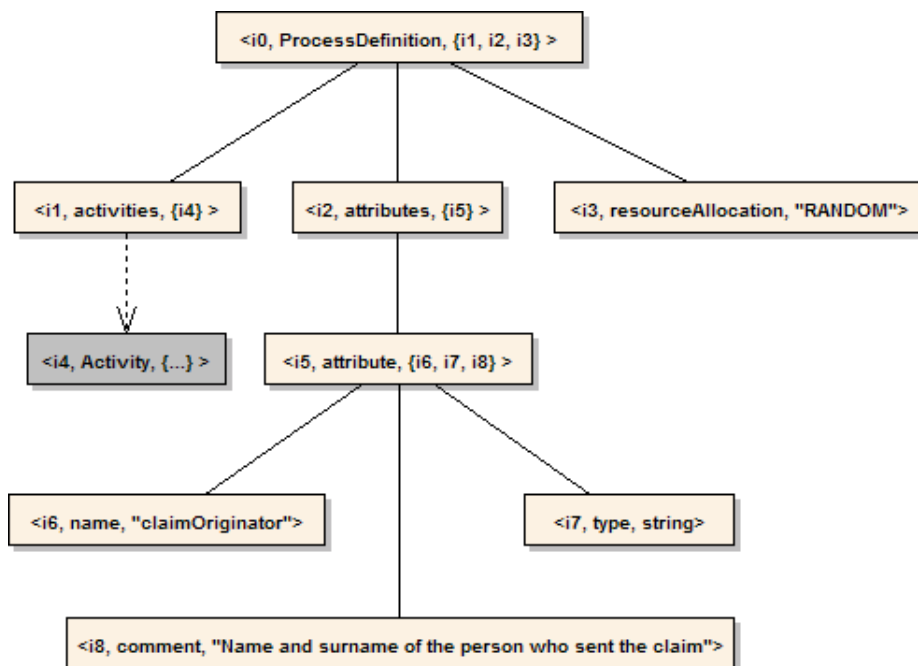 <i0, ProcessDefinition, {i1, i2, i3} >
<i1, activities, {i4} >
<i2, attributes, {i5} >
<i3, resourceAllocation, "RANDOM">
<i4, Activity, {...} >
<i5, attribute, {i6, i7, i8} >
<i6, name, "claimOriginator">
<i7, type, string>
<i8, comment, "Name and surname of the person who sent the claim">